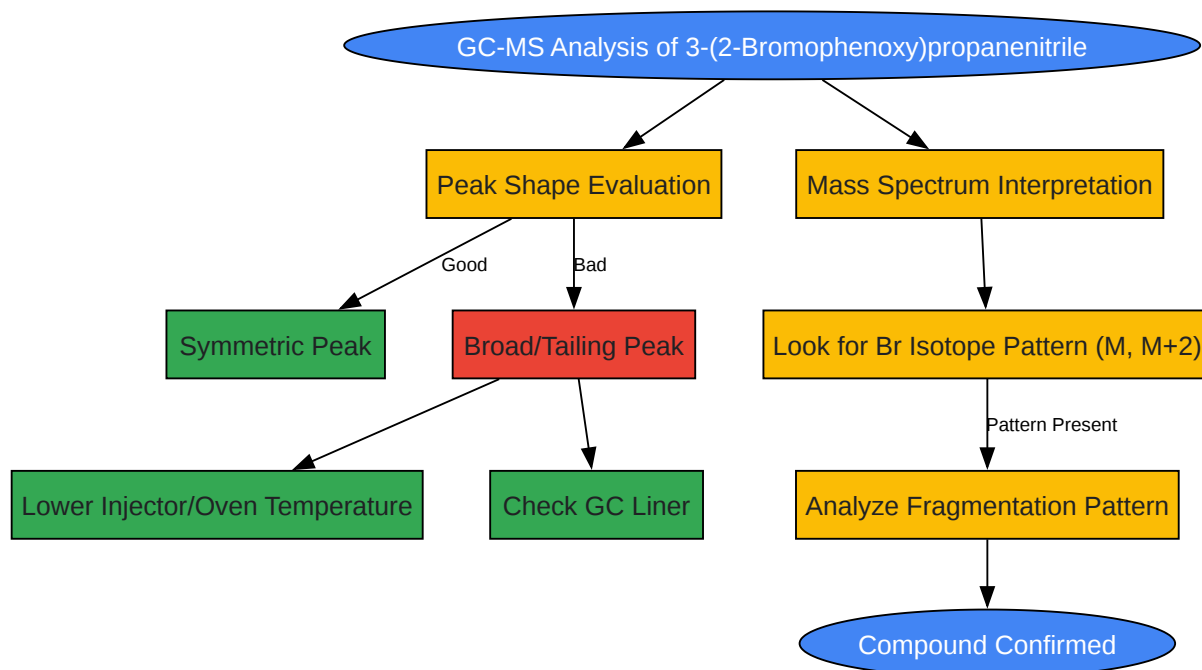 GC-MS Analysis of 3-(2-Bromophenoxy)propanenitrile
Peak Shape Evaluation
Mass Spectrum Interpretation
Good
Bad
Symmetric Peak
Broad/Tailing Peak
Look for Br Isotope Pattern (M, M+2)
Pattern Present
Lower Injector/Oven Temperature
Check GC Liner
Analyze Fragmentation Pattern
Compound Confirmed